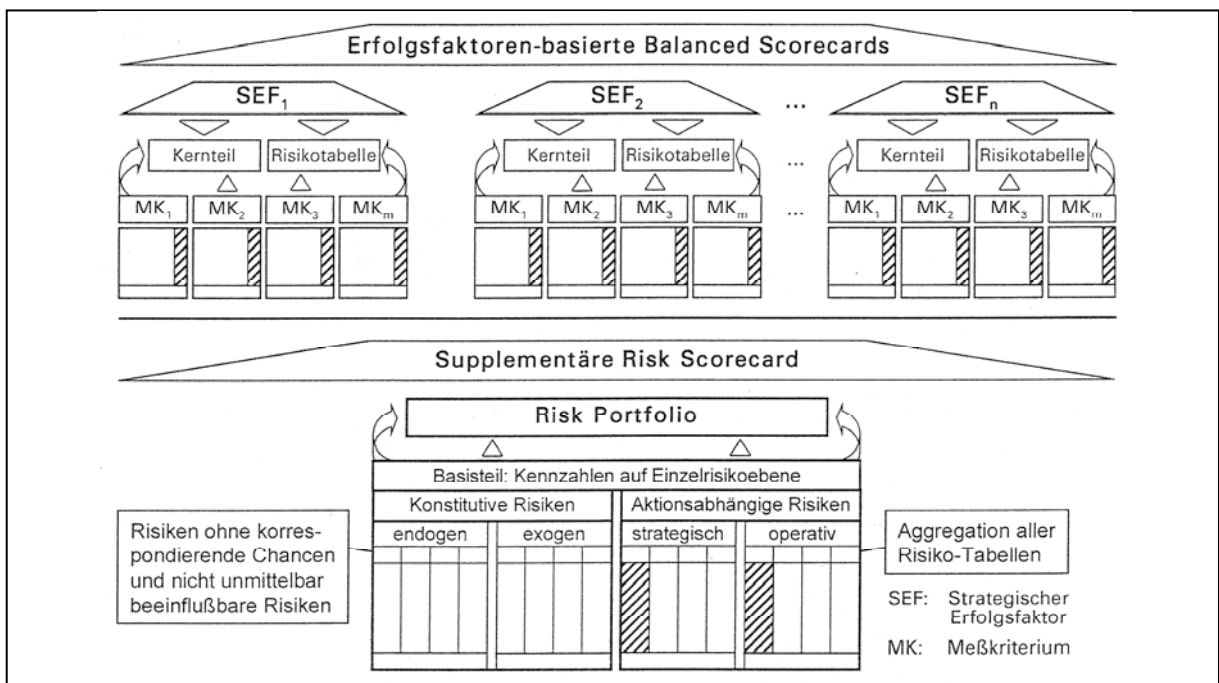 Erfolgsfaktoren-basierte Balanced Scorecards
SEF1 SEF2 ... SEFn
Kernteil Risikotabelle Kernteil Risikotabelle ... Kernteil Risikotabelle
MK1 MK2 MK3 MKm MK1 MK2 MK3 MKm ... MK1 MK2 MK3 MKm
Supplementäre Risk Scorecard
Risk Portfolio
Basisteil: Kennzahlen auf Einzelrisikoebene
Konstitutive Risiken Aktionsabhängige Risiken
endogen exogen strategisch operativ
Risiken ohne korres-
pondierende Chancen
und nicht unmittelbar
beeinflußbare Risiken
Aggregation aller
Risiko-Tabellen
SEF: Strategischer
Erfolgsfaktor
MK: Meßkriterium